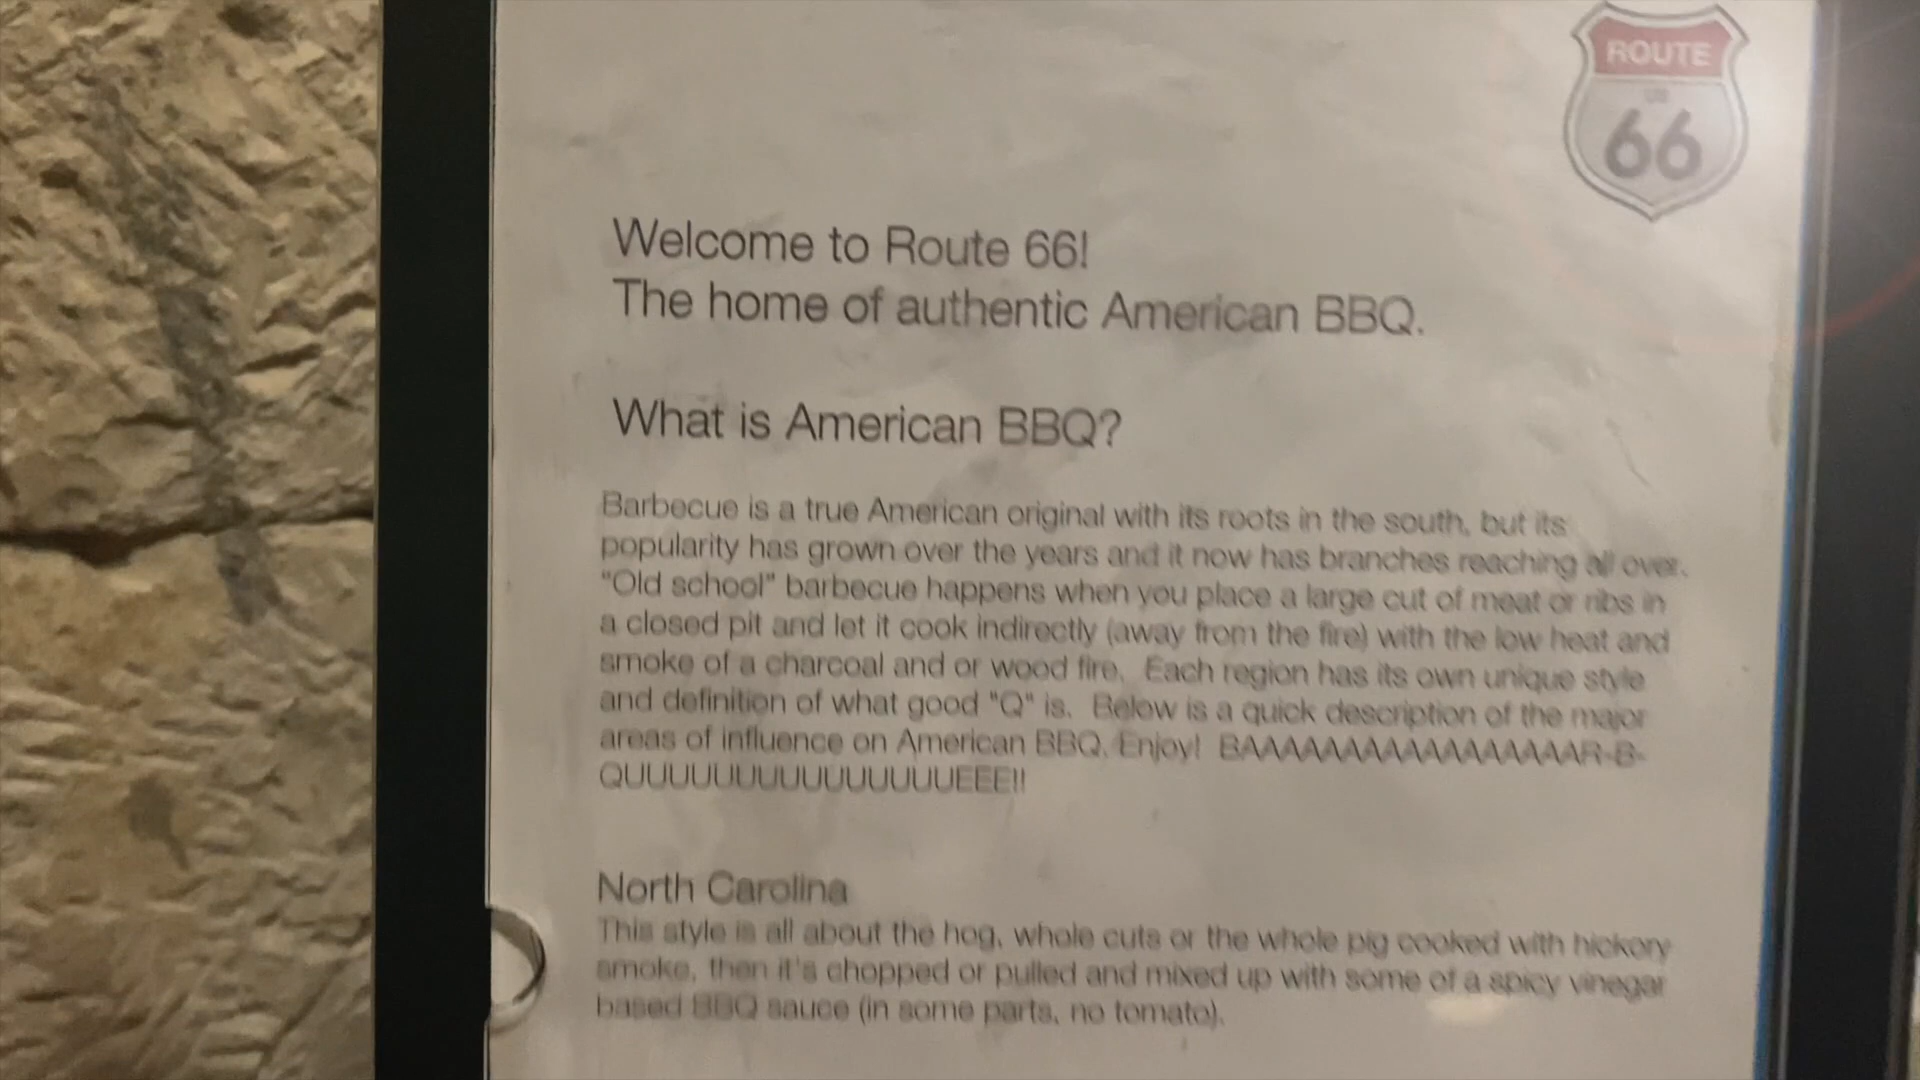 ROUTE
66
Welcome to Route 66!
The home of authentic American BBQ.
What is American BBQ?
Barbecue is a true American original with its roots in the south, but its
popularity has grown over the years and it now has branches reaching all over.
"Old school" barbecue happens when you place a large cut of meat or ribs in
a closed pit and let it cook indirectly (away from the fire) with the low heat and
smoke of a charcoal and or wood fire. Each region has its own unique style
and definition of what good "Q" is. Below is a quick description of the major
areas of influence on American BBQ. Enjoy! BAAAAAAAAAAAAAAAAAR-B-
QUUUUUUUUUUUUUUUUEEE!!
North Carolina
This style is all about the hog, whole cuts or the whole pig cooked with hickory
smoke, then it's chopped or pulled and mixed up with some of a spicy vinegar
based BBQ sauce (in some parts, no tomato).